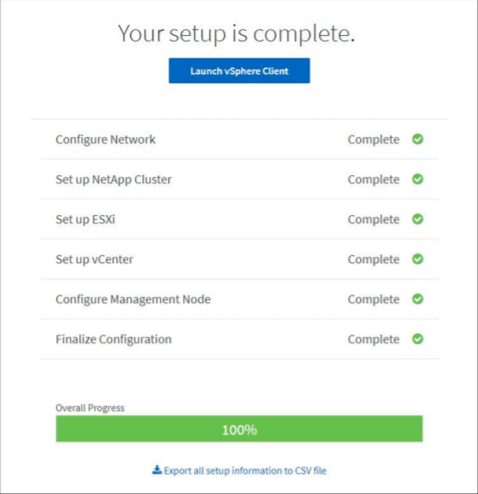 Your setup is complete.
Launch vSphere Client
Configure Network Complete
Set up NetApp Cluster Complete
Set up ESXi Complete
Set up vCenter Complete
Configure Management Node Complete
Finalize Configuration Complete
Overall Progress
100%
Export all setup information to CSV file